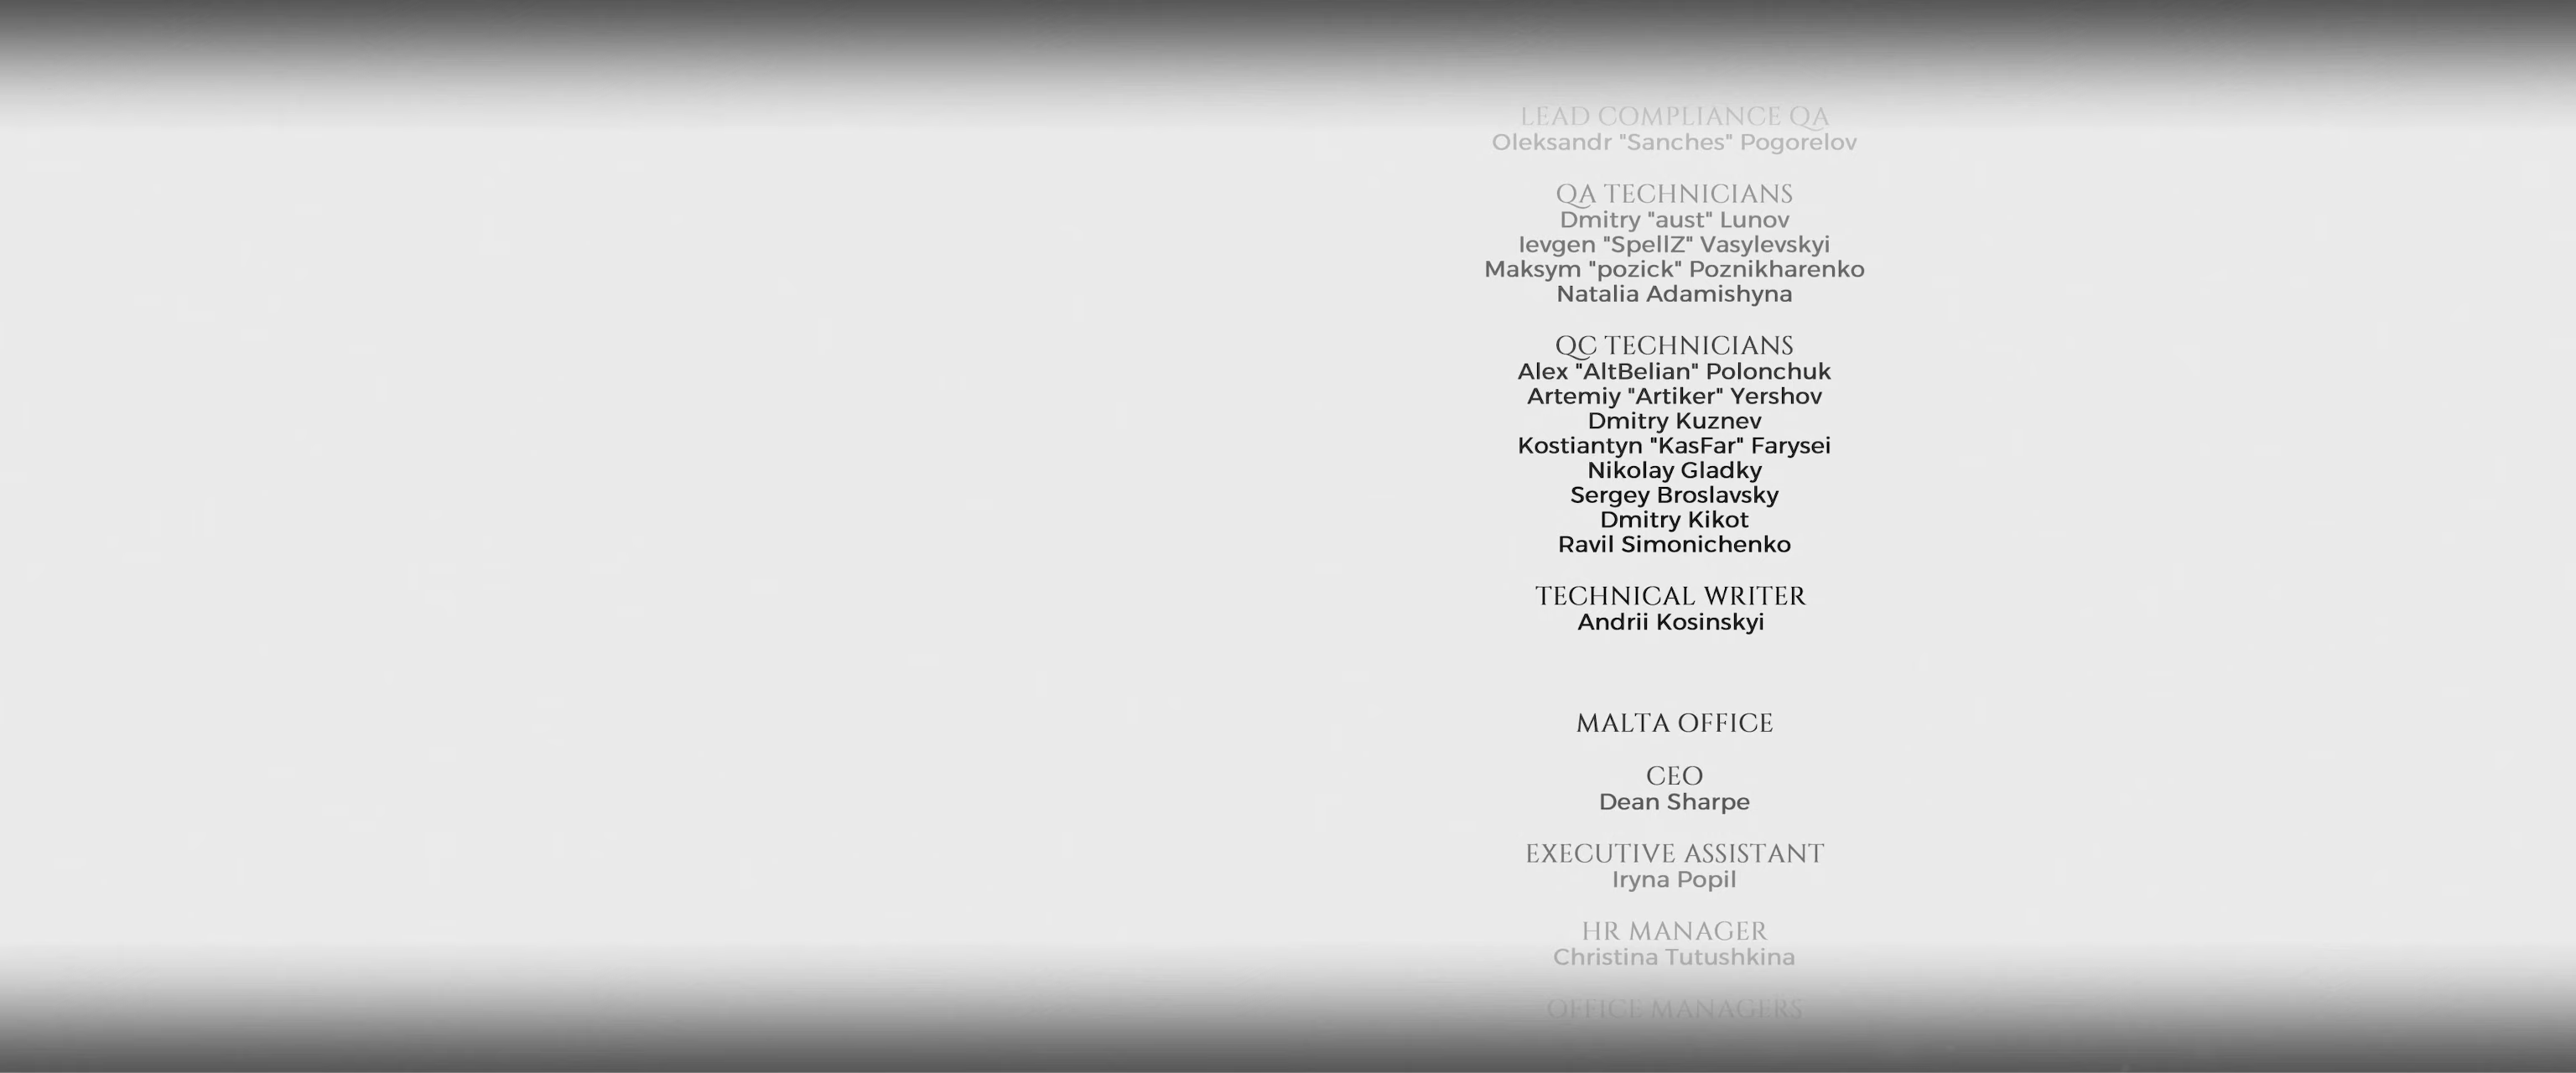 LEAD COMPLIANCE QA
Oleksandr "Sanches" Pogorelov
QA TECHNICIANS
Dmitry "aust" Lunov
Ievgen "SpellZ" Vasylevskyi
Maksym "pozick" Poznikharenko
Natalia Adamishyna
QC TECHNICIANS
Alex "AltBelian" Polonchuk
Artemiy "Artiker" Yershov
Dmitry Kuznev
Kostiantyn "KasFar" Farysei
Nikolay Gladky
Sergey Broslavsky
Dmitry Kikot
Ravil Simonichenko
TECHNICAL WRITER
Andrii Kosinskyi
MALTA OFFICE
CEO
Dean Sharpe
EXECUTIVE ASSISTANT
Iryna Popil
HR MANAGER
Christina Tutushkina
OFFICE MANAGERS